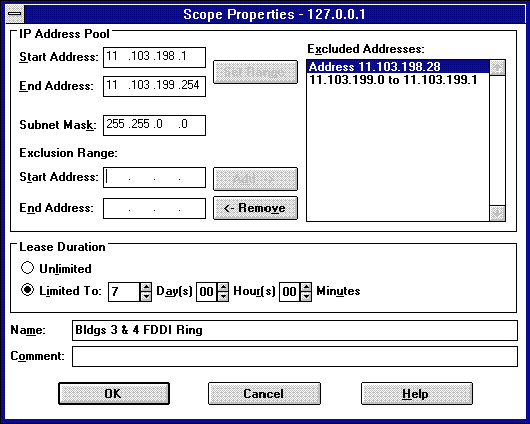 Scope Properties - 127.0.0.1
IP Address Pool
Start Address: 11 .103 .198 .1
End Address: 11 .103 .199 .254
Set Range
Subnet Mask: 255 .255 .0 .0
Exclusion Range:
Start Address: . . .
Add ->
End Address: . . .
<- Remove
Excluded Addresses:
Address 11.103.198.28
11.103.199.0 to 11.103.199.1
Lease Duration
Unlimited
Limited To: 7 Day(s) 00 Hour(s) 00 Minutes
Name: Bldgs 3 & 4 FDDI Ring
Comment:
OK Cancel Help